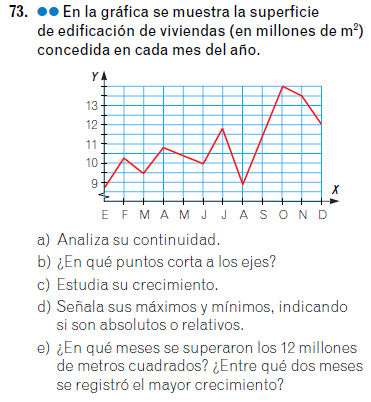 73. ●● En la gráfica se muestra la superficie
de edificación de viviendas (en millones de m²)
concedida en cada mes del año.
Y
13
12
11
10
9
X
E F M A M J J A S O N D
a) Analiza su continuidad.
b) ¿En qué puntos corta a los ejes?
c) Estudia su crecimiento.
d) Señala sus máximos y mínimos, indicando
si son absolutos o relativos.
e) ¿En qué meses se superaron los 12 millones
de metros cuadrados? ¿Entre qué dos meses
se registró el mayor crecimiento?